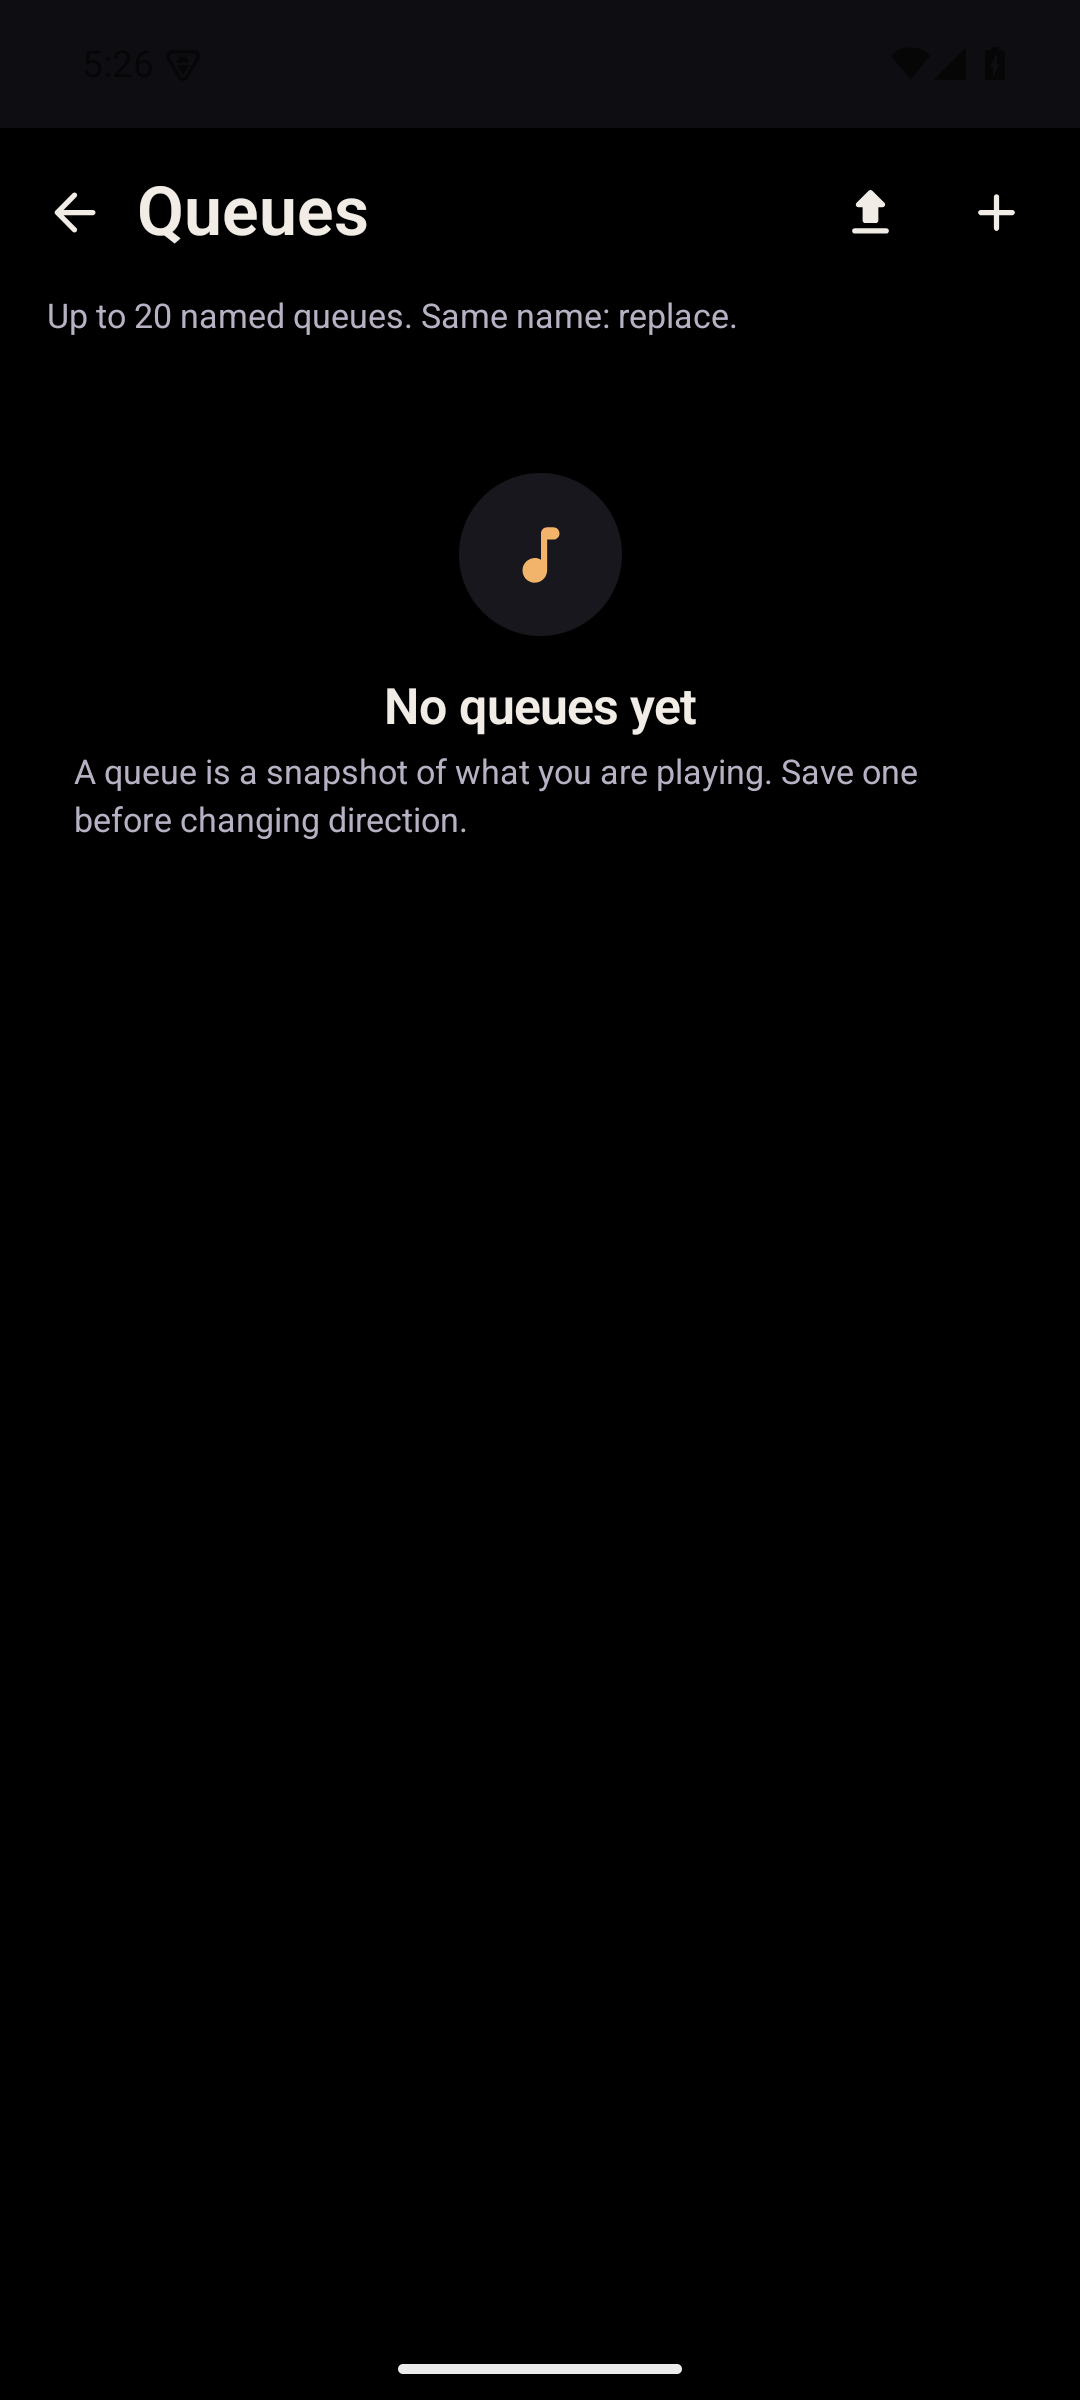 5:26
Queues
Up to 20 named queues. Same name: replace.
No queues yet
A queue is a snapshot of what you are playing. Save one
before changing direction.